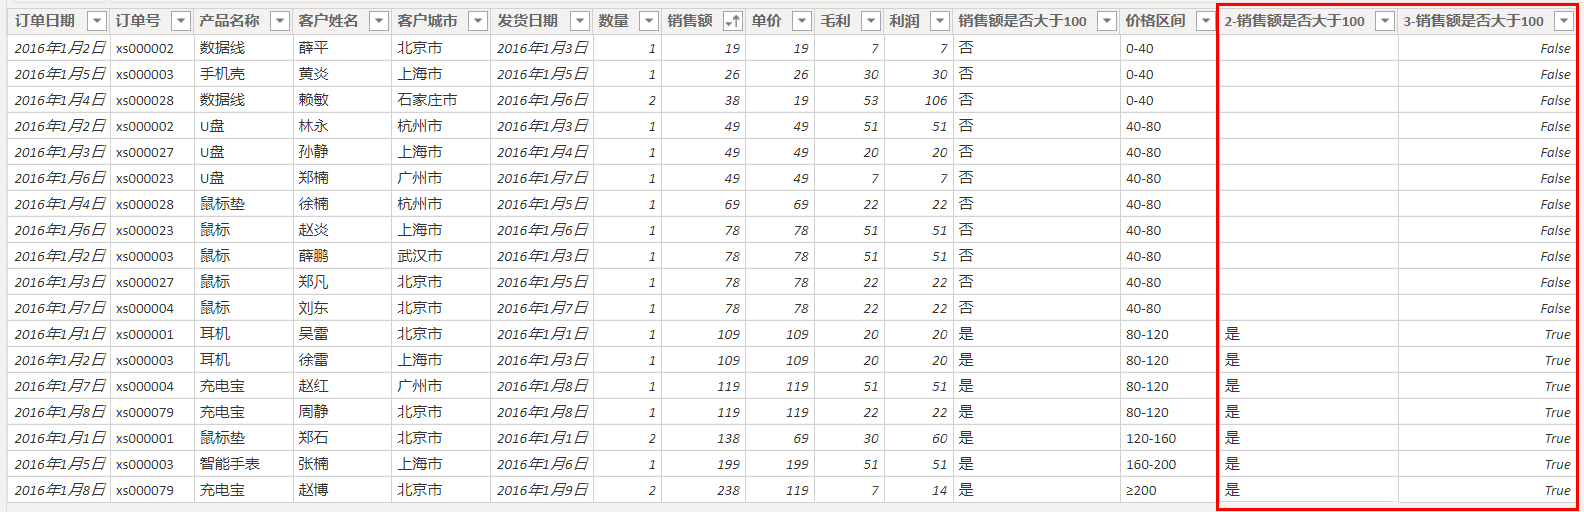 订单日期 订单号 产品名称 客户姓名 客户城市 发货日期 数量 销售额 单价 毛利 利润 销售额是否大于100 价格区间 2-销售额是否大于100 3-销售额是否大于100
2016年1月2日 xs000002 数据线 薛平 北京市 2016年1月3日 1 19 19 7 7 否 0-40 False
2016年1月5日 xs000003 手机壳 黄炎 上海市 2016年1月5日 1 26 26 30 30 否 0-40 False
2016年1月4日 xs000028 数据线 赖敏 石家庄市 2016年1月6日 2 38 19 53 106 否 0-40 False
2016年1月2日 xs000002 U盘 林永 杭州市 2016年1月3日 1 49 49 51 51 否 40-80 False
2016年1月3日 xs000027 U盘 孙静 上海市 2016年1月4日 1 49 49 20 20 否 40-80 False
2016年1月6日 xs000023 U盘 郑楠 广州市 2016年1月7日 1 49 49 7 7 否 40-80 False
2016年1月4日 xs000028 鼠标垫 徐楠 杭州市 2016年1月5日 1 69 69 22 22 否 40-80 False
2016年1月6日 xs000023 鼠标 赵炎 上海市 2016年1月6日 1 78 78 51 51 否 40-80 False
2016年1月2日 xs000003 鼠标 薛鹏 武汉市 2016年1月3日 1 78 78 51 51 否 40-80 False
2016年1月3日 xs000027 鼠标 郑凡 北京市 2016年1月5日 1 78 78 22 22 否 40-80 False
2016年1月7日 xs000004 鼠标 刘东 北京市 2016年1月7日 1 78 78 22 22 否 40-80 False
2016年1月1日 xs000001 耳机 吴雷 北京市 2016年1月1日 1 109 109 20 20 是 80-120 是 True
2016年1月2日 xs000003 耳机 徐雷 上海市 2016年1月3日 1 109 109 20 20 是 80-120 是 True
2016年1月7日 xs000004 充电宝 赵红 广州市 2016年1月8日 1 119 119 51 51 是 80-120 是 True
2016年1月8日 xs000079 充电宝 周静 北京市 2016年1月8日 1 119 119 22 22 是 80-120 是 True
2016年1月1日 xs000001 鼠标垫 郑石 北京市 2016年1月1日 2 138 69 30 60 是 120-160 是 True
2016年1月5日 xs000003 智能手表 张楠 上海市 2016年1月6日 1 199 199 51 51 是 160-200 是 True
2016年1月8日 xs000079 充电宝 赵博 北京市 2016年1月9日 2 238 119 7 14 是 ≥200 是 True